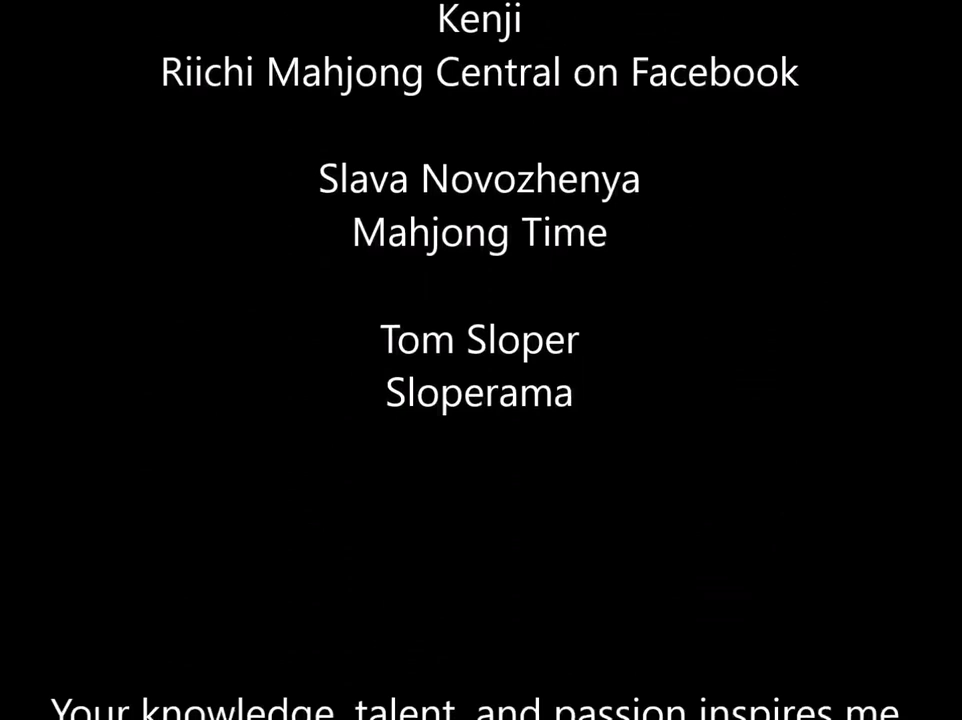 Kenji
Riichi Mahjong Central on Facebook
Slava Novozhenya
Mahjong Time
Tom Sloper
Sloperama
Your knowledge, talent, and passion inspires me